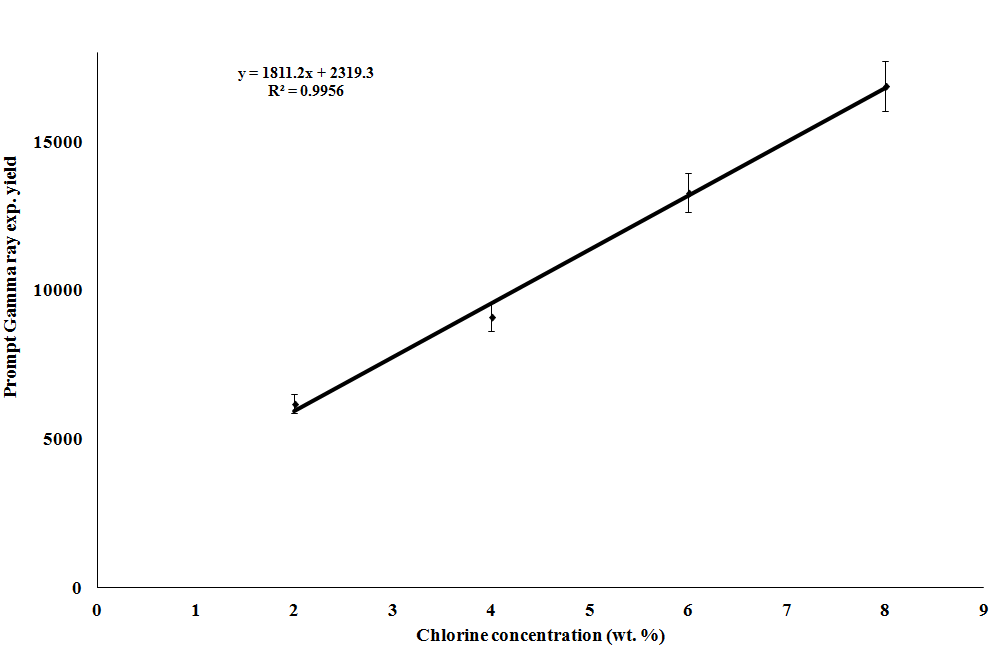 y = 1811.2x + 2319.3
R² = 0.9956
Prompt Gamma ray exp. yield
15000
10000
5000
0
0 1 2 3 4 5 6 7 8 9
Chlorine concentration (wt. %)